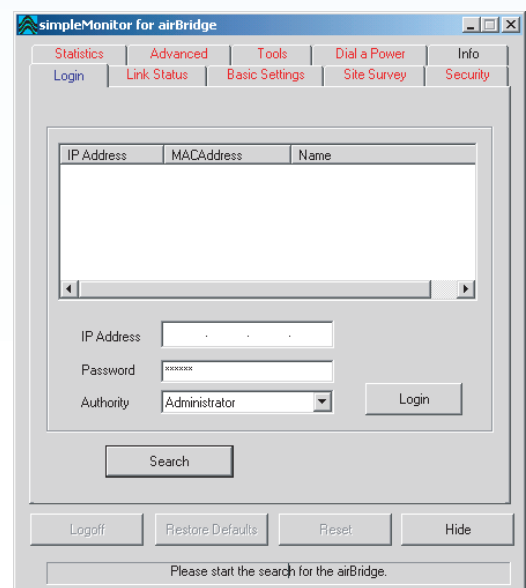 simpleMonitor for airBridge
Statistics Advanced Tools Dial a Power Info
Login Link Status Basic Settings Site Survey Security
IP Address MACAddress Name
IP Address . . .
Password ××××××
Authority Administrator
Login
Search
Logoff Restore Defaults Reset Hide
Please start the search for the airBridge.